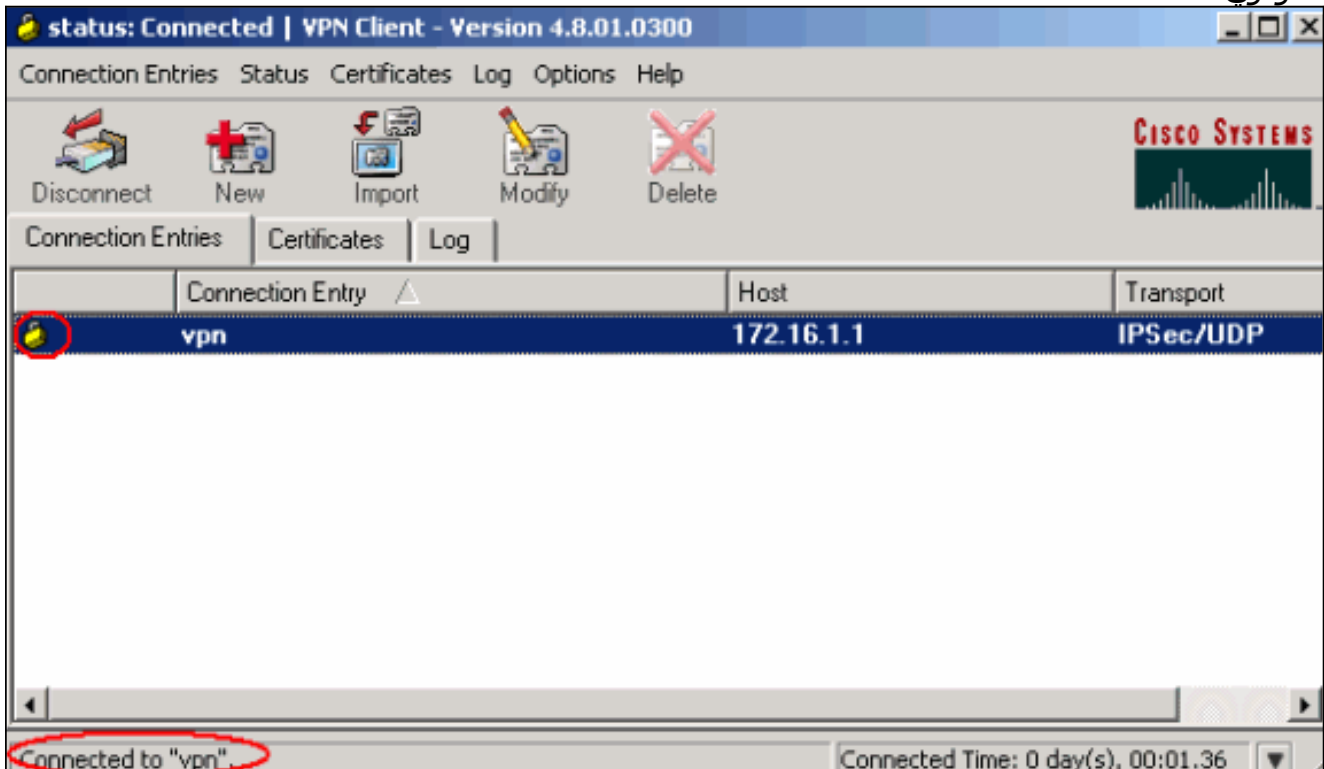 status: Connected | VPN Client - Version 4.8.01.0300
Connection Entries Status Certificates Log Options Help
Disconnect New Import Modify Delete
CISCO SYSTEMS
Connection Entries Certificates Log
Connection Entry Host Transport
vpn 172.16.1.1 IPSec/UDP
Connected to "vpn". Connected Time: 0 day(s), 00:01.36